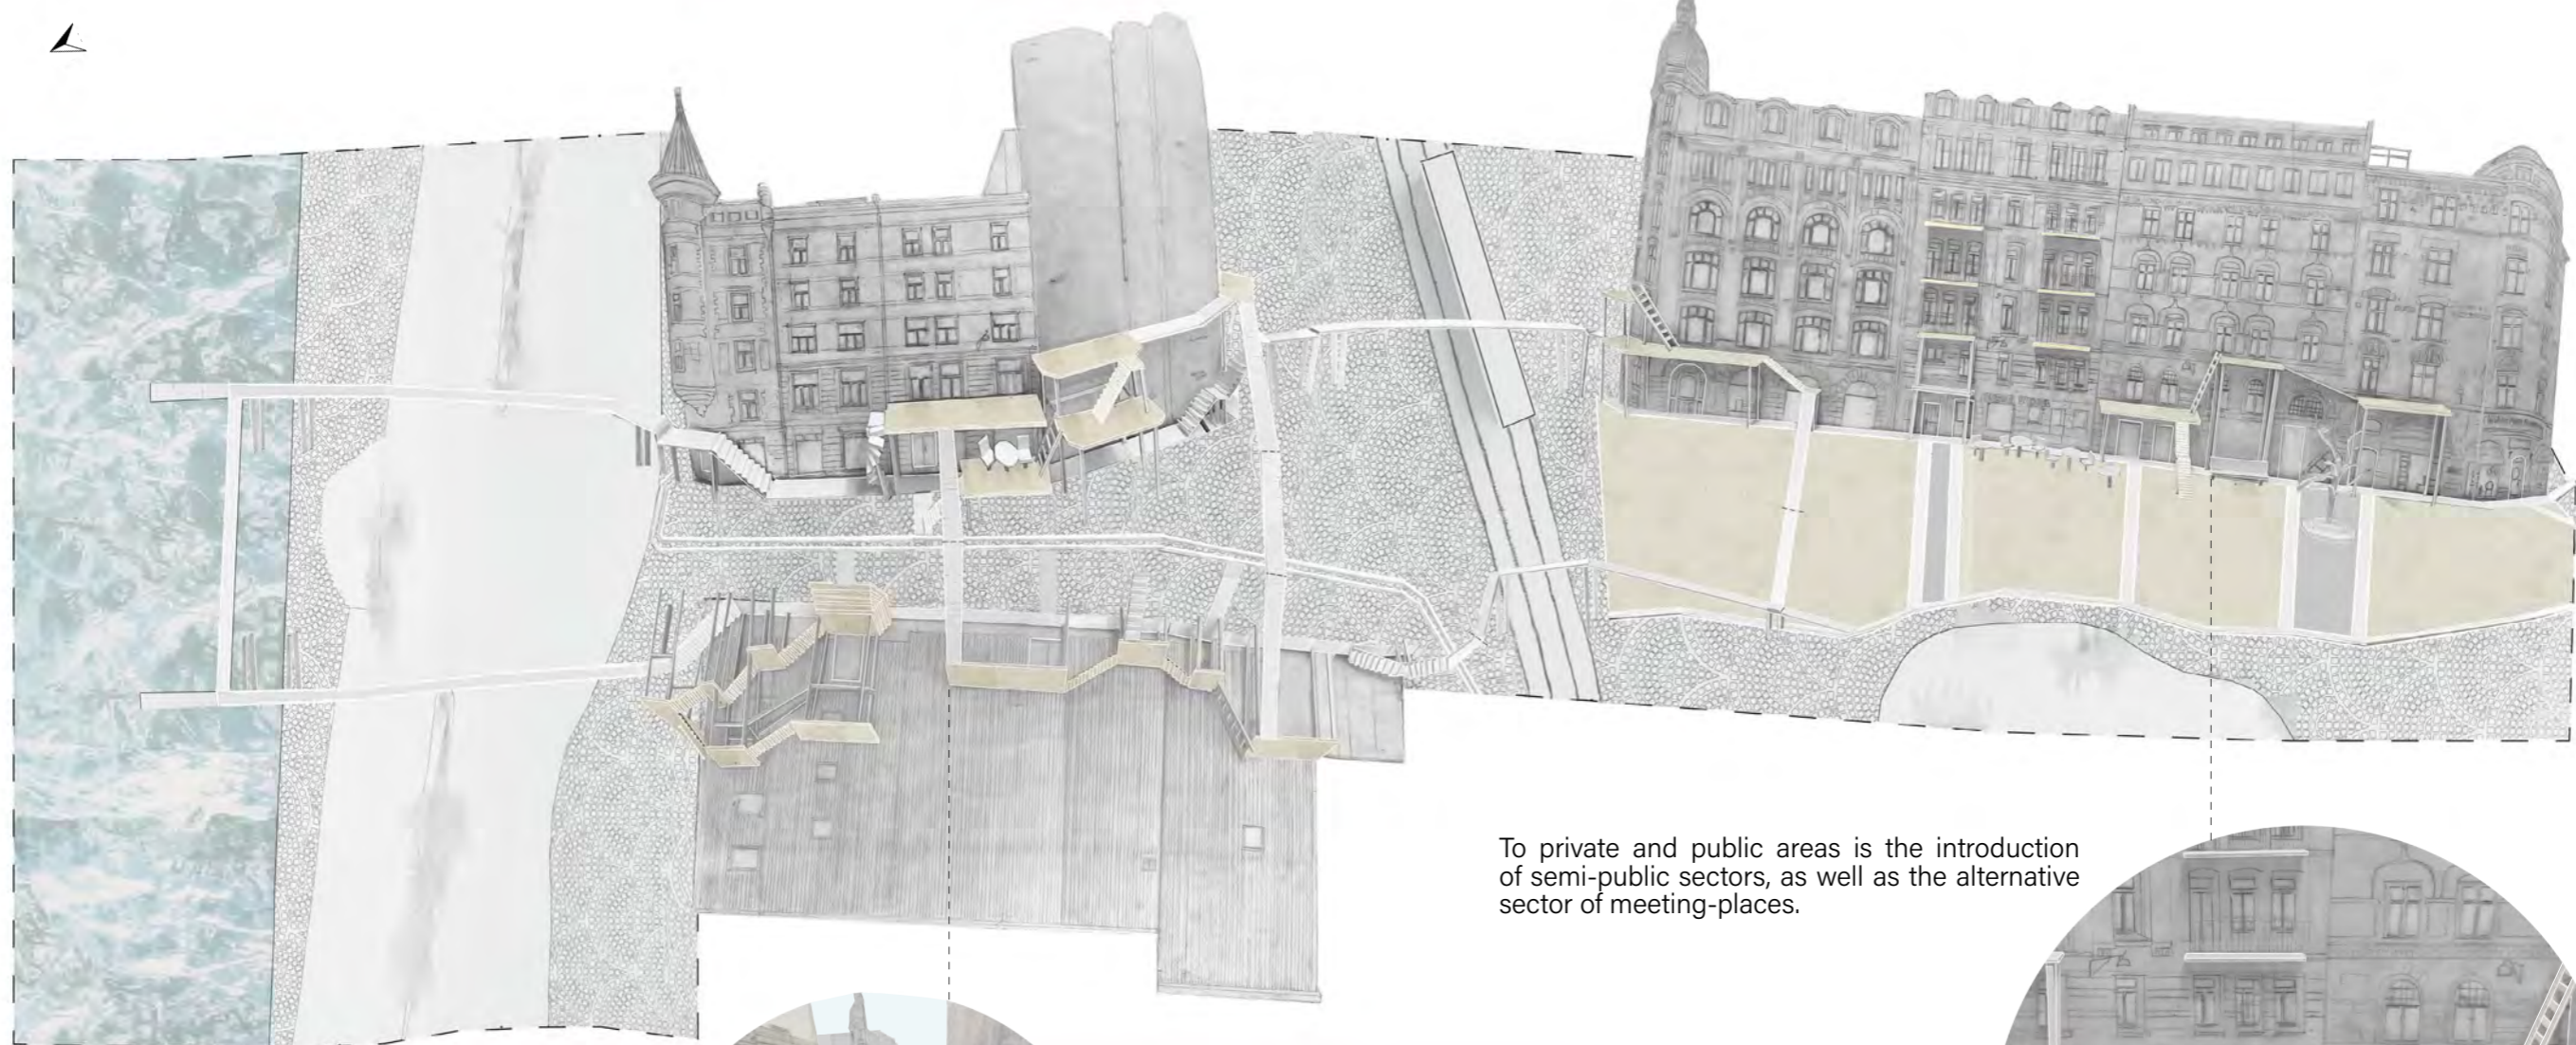 To private and public areas is the introduction
of semi-public sectors, as well as the alternative
sector of meeting-places.